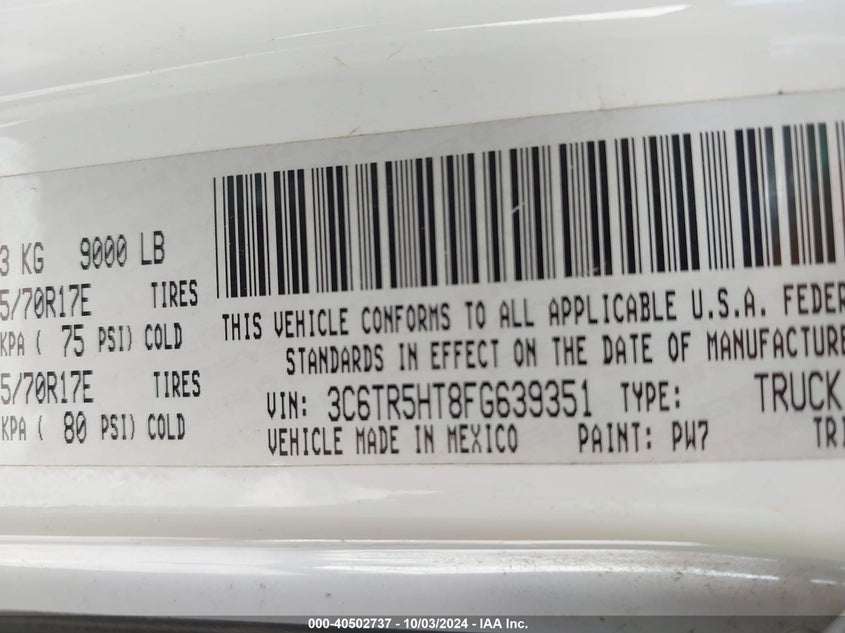 3 KG 9000 LB
5/70R17E TIRES
KPA ( 75 PSI) COLD
5/70R17E TIRES
KPA ( 80 PSI) COLD
THIS VEHICLE CONFORMS TO ALL APPLICABLE U.S.A. FEDER
STANDARDS IN EFFECT ON THE DATE OF MANUFACTURE
VIN: 3C6TR5HT8FG639351 TYPE: TRUCK
VEHICLE MADE IN MEXICO PAINT: PW7 TRI
000-40502737 - 10/03/2024 - IAA Inc.